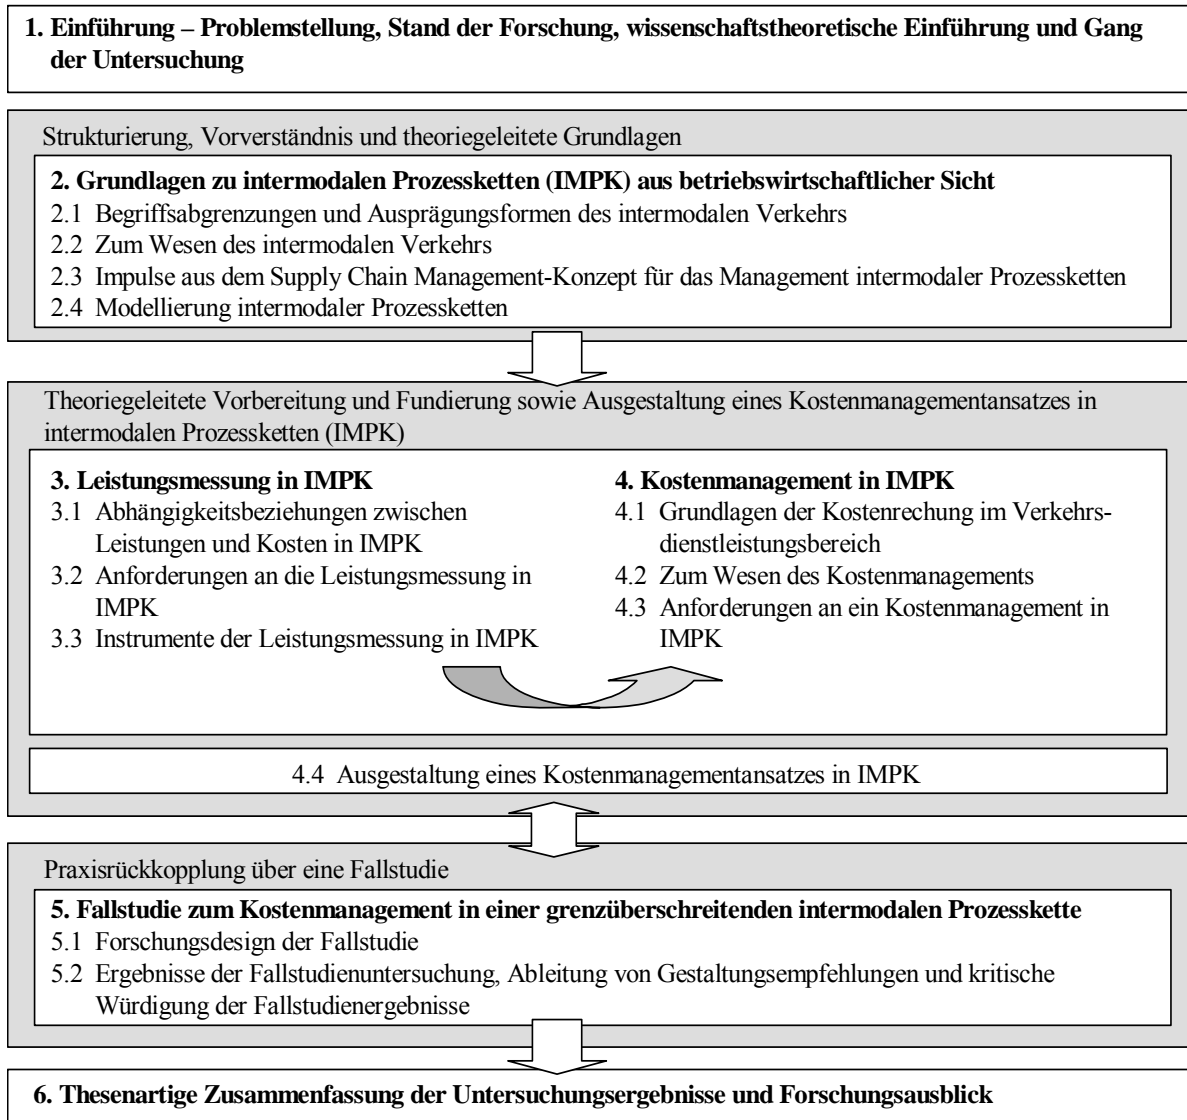 1. Einführung – Problemstellung, Stand der Forschung, wissenschaftstheoretische Einführung und Gang
der Untersuchung
Strukturierung, Vorverständnis und theoriegeleitete Grundlagen
2. Grundlagen zu intermodalen Prozessketten (IMPK) aus betriebswirtschaftlicher Sicht
2.1 Begriffsabgrenzungen und Ausprägungsformen des intermodalen Verkehrs
2.2 Zum Wesen des intermodalen Verkehrs
2.3 Impulse aus dem Supply Chain Management-Konzept für das Management intermodaler Prozessketten
2.4 Modellierung intermodaler Prozessketten
Theoriegeleitete Vorbereitung und Fundierung sowie Ausgestaltung eines Kostenmanagementansatzes in
intermodalen Prozessketten (IMPK)
3. Leistungsmessung in IMPK
3.1 Abhängigkeitsbeziehungen zwischen
Leistungen und Kosten in IMPK
3.2 Anforderungen an die Leistungsmessung in
IMPK
3.3 Instrumente der Leistungsmessung in IMPK
4. Kostenmanagement in IMPK
4.1 Grundlagen der Kostenrechung im Verkehrs-
dienstleistungsbereich
4.2 Zum Wesen des Kostenmanagements
4.3 Anforderungen an ein Kostenmanagement in
IMPK
4.4 Ausgestaltung eines Kostenmanagementansatzes in IMPK
Praxisrückkopplung über eine Fallstudie
5. Fallstudie zum Kostenmanagement in einer grenzüberschreitenden intermodalen Prozesskette
5.1 Forschungsdesign der Fallstudie
5.2 Ergebnisse der Fallstudienuntersuchung, Ableitung von Gestaltungsempfehlungen und kritische
Würdigung der Fallstudienergebnisse
6. Thesenartige Zusammenfassung der Untersuchungsergebnisse und Forschungsausblick